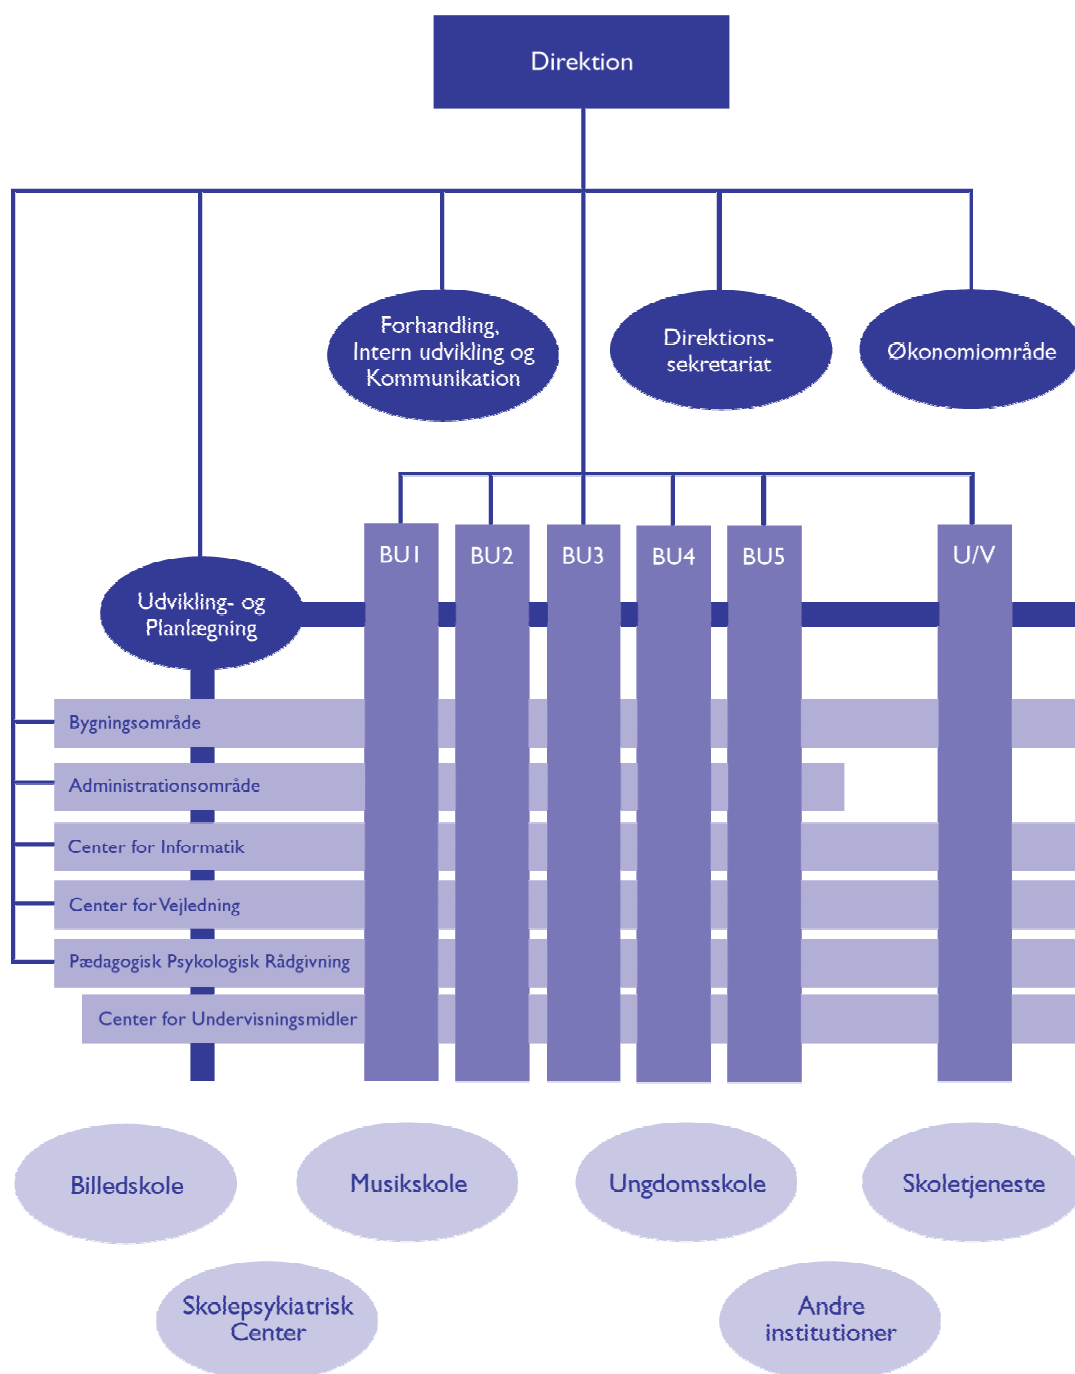 Direktion
Forhandling,
Intern udvikling og
Kommunikation
Direktions-
sekretariat
Økonomiområde
BU1
BU2
BU3
BU4
BU5
U/V
Udvikling- og
Planlægning
Bygningsområde
Administrationsområde
Center for Informatik
Center for Vejledning
Pædagogisk Psykologisk Rådgivning
Center for Undervisningsmidler
Billedskole
Musikskole
Ungdomsskole
Skoletjeneste
Skolepsykiatrisk
Center
Andre
institutioner